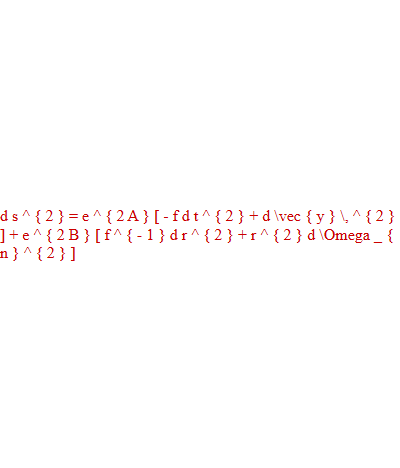 d s ^ { 2 } = e ^ { 2 A } [ - f d t ^ { 2 } + d \vec { y } \, ^ { 2 }
] + e ^ { 2 B } [ f ^ { - 1 } d r ^ { 2 } + r ^ { 2 } d \Omega _ {
n } ^ { 2 } ]